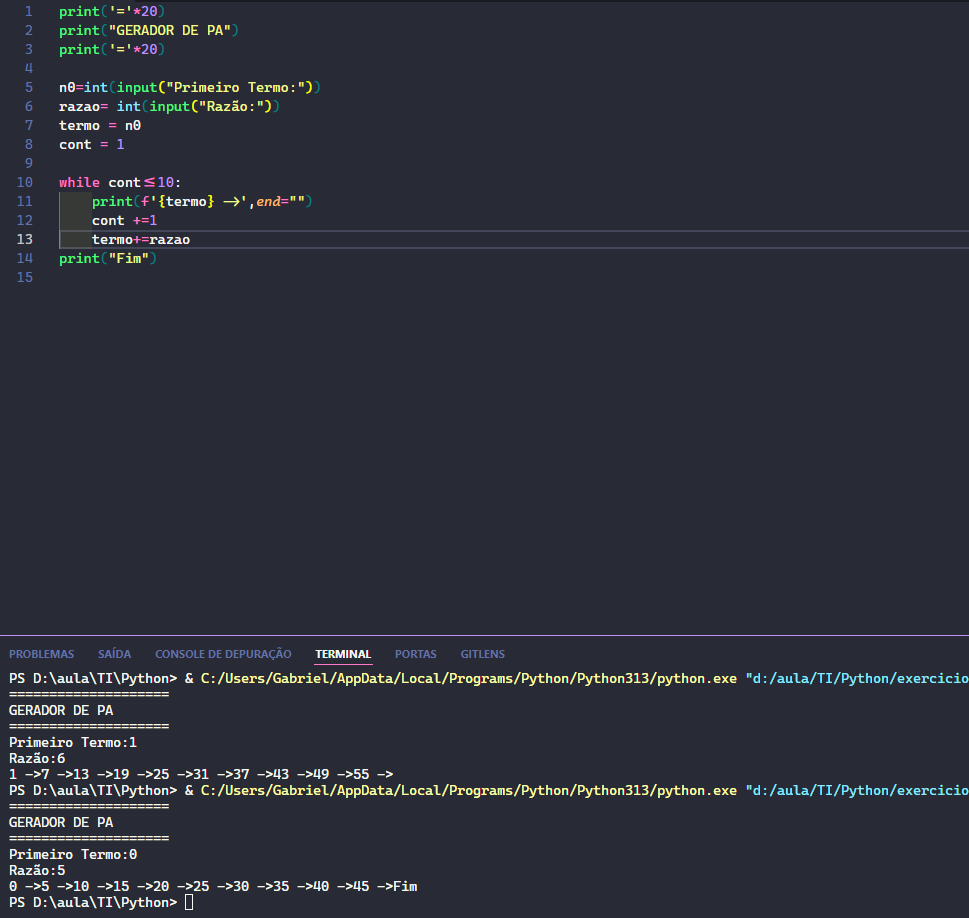 1 print('='*20)
2 print("GERADOR DE PA")
3 print('='*20)
4
5 n0=int(input("Primeiro Termo:"))
6 razao= int(input("Razão:"))
7 termo = n0
8 cont = 1
9
10 while cont<=10:
11 print(f'{termo} ->',end="")
12 cont +=1
13 termo+=razao
14 print("Fim")
15
PROBLEMAS SAÍDA CONSOLE DE DEPURAÇÃO TERMINAL PORTAS GITLENS
PS D:\aula\TI\Python> & C:/Users/Gabriel/AppData/Local/Programs/Python/Python313/python.exe "d:/aula/TI/Python/exercicio
====================
GERADOR DE PA
====================
Primeiro Termo:1
Razão:6
1 ->7 ->13 ->19 ->25 ->31 ->37 ->43 ->49 ->55 ->
PS D:\aula\TI\Python> & C:/Users/Gabriel/AppData/Local/Programs/Python/Python313/python.exe "d:/aula/TI/Python/exercicio
====================
GERADOR DE PA
====================
Primeiro Termo:0
Razão:5
0 ->5 ->10 ->15 ->20 ->25 ->30 ->35 ->40 ->45 ->Fim
PS D:\aula\TI\Python>